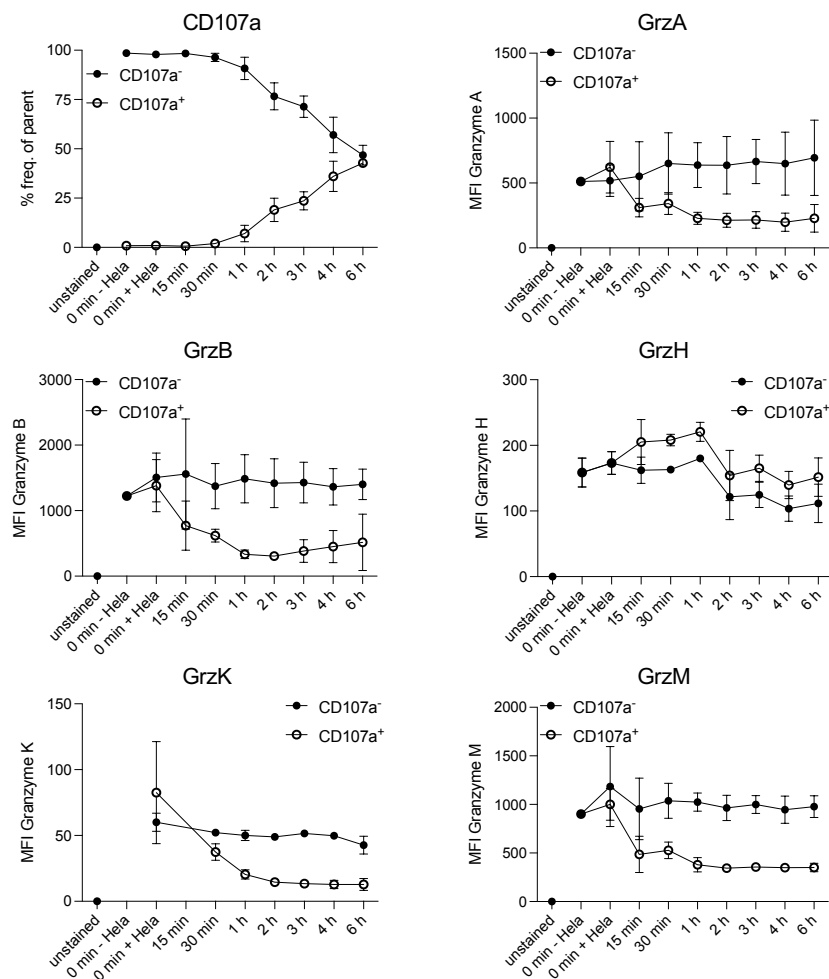 CD107a
% freq. of parent
100
75
50
25
0
CD107a-
CD107a+
unstained
0 min - Hela
0 min + Hela
15 min
30 min
1 h
2 h
3 h
4 h
6 h
GrzA
MFI Granzyme A
1500
1000
500
0
CD107a-
CD107a+
unstained
0 min - Hela
0 min + Hela
15 min
30 min
1 h
2 h
3 h
4 h
6 h
GrzB
MFI Granzyme B
3000
2000
1000
0
CD107a-
CD107a+
unstained
0 min - Hela
0 min + Hela
15 min
30 min
1 h
2 h
3 h
4 h
6 h
GrzH
MFI Granzyme H
300
200
100
0
CD107a-
CD107a+
unstained
0 min - Hela
0 min + Hela
15 min
30 min
1 h
2 h
3 h
4 h
6 h
GrzK
MFI Granzyme K
150
100
50
0
CD107a-
CD107a+
unstained
0 min - Hela
0 min + Hela
15 min
30 min
1 h
2 h
3 h
4 h
6 h
GrzM
MFI Granzyme M
2000
1500
1000
500
0
CD107a-
CD107a+
unstained
0 min - Hela
0 min + Hela
15 min
30 min
1 h
2 h
3 h
4 h
6 h